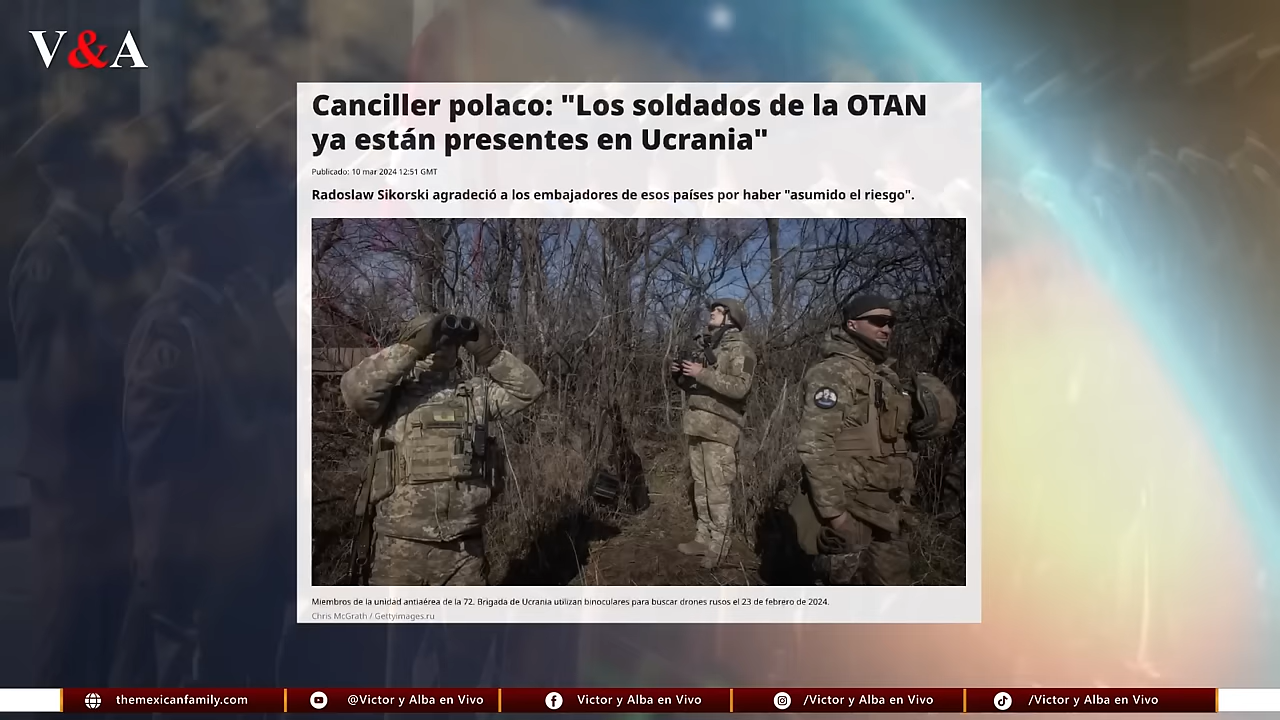 V&A
Canciller polaco: "Los soldados de la OTAN
ya están presentes en Ucrania"
Publicado: 10 mar 2024 12:51 GMT
Radoslaw Sikorski agradeció a los embajadores de esos países por haber "asumido el riesgo".
Miembros de la unidad antiaérea de la 72. Brigada de Ucrania utilizan binoculares para buscar drones rusos el 23 de febrero de 2024.
Chris McGrath / Gettyimages.ru
themexicanfamily.com
@Victor y Alba en Vivo
Victor y Alba en Vivo
/Victor y Alba en Vivo
/Victor y Alba en Vivo